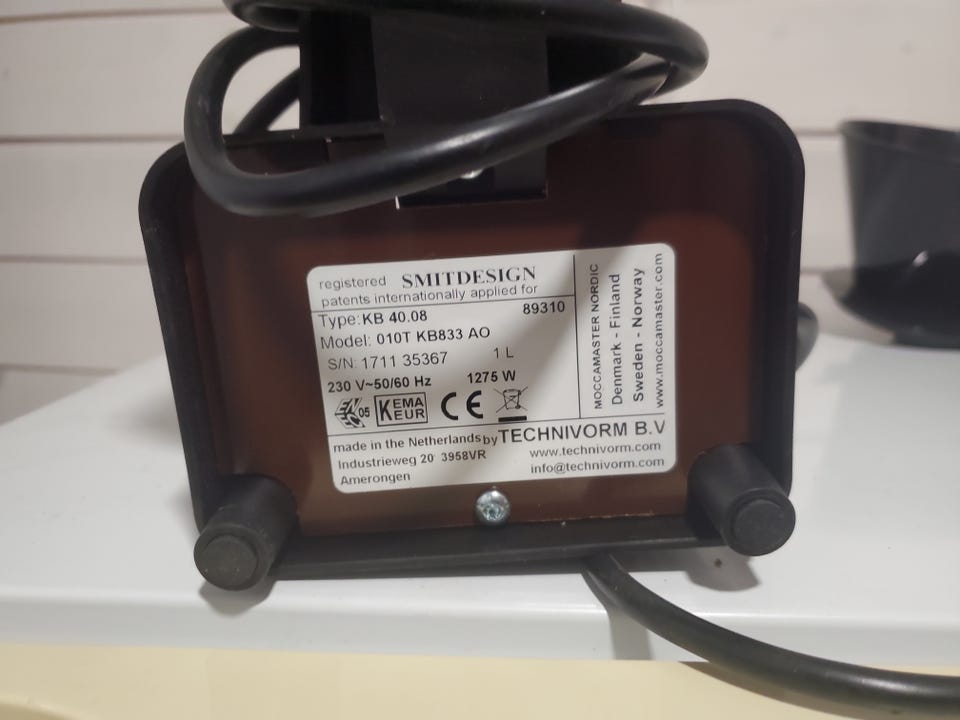 registered SMITDESIGN
patents internationally applied for
Type: KB 40.08 89310
Model: 010T KB833 AO
S/N: 1711 35367 1 L
230 V~50/60 Hz 1275 W
05 KEMA EUR CE
made in the Netherlands by TECHNIVORM B.V
Industrieweg 20 3958VR www.technivorm.com
Amerongen info@technivorm.com
MOCCAMASTER NORDIC
Denmark - Finland
Sweden - Norway
www.moccamaster.com